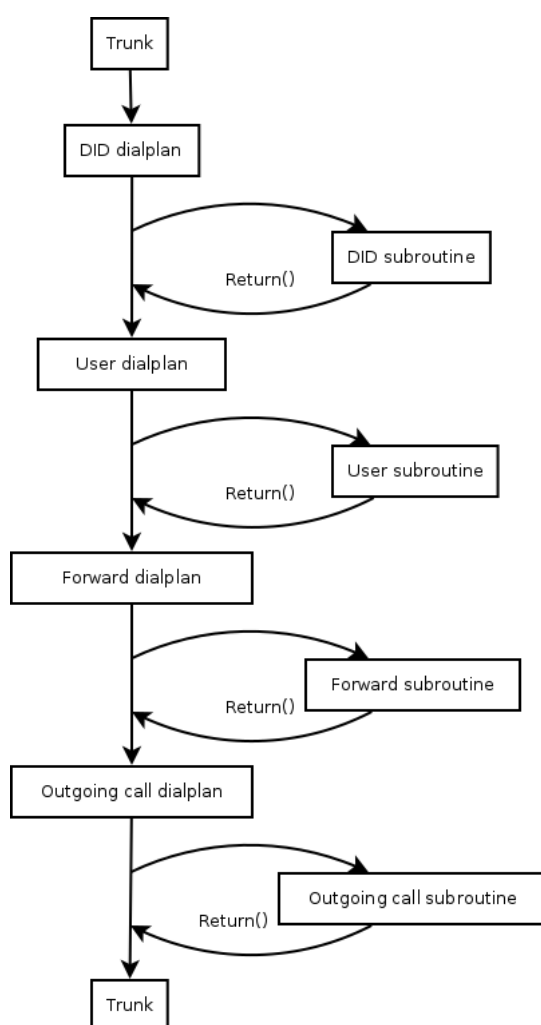 Trunk
DID dialplan
DID subroutine
Return()
User dialplan
User subroutine
Return()
Forward dialplan
Forward subroutine
Return()
Outgoing call dialplan
Outgoing call subroutine
Return()
Trunk